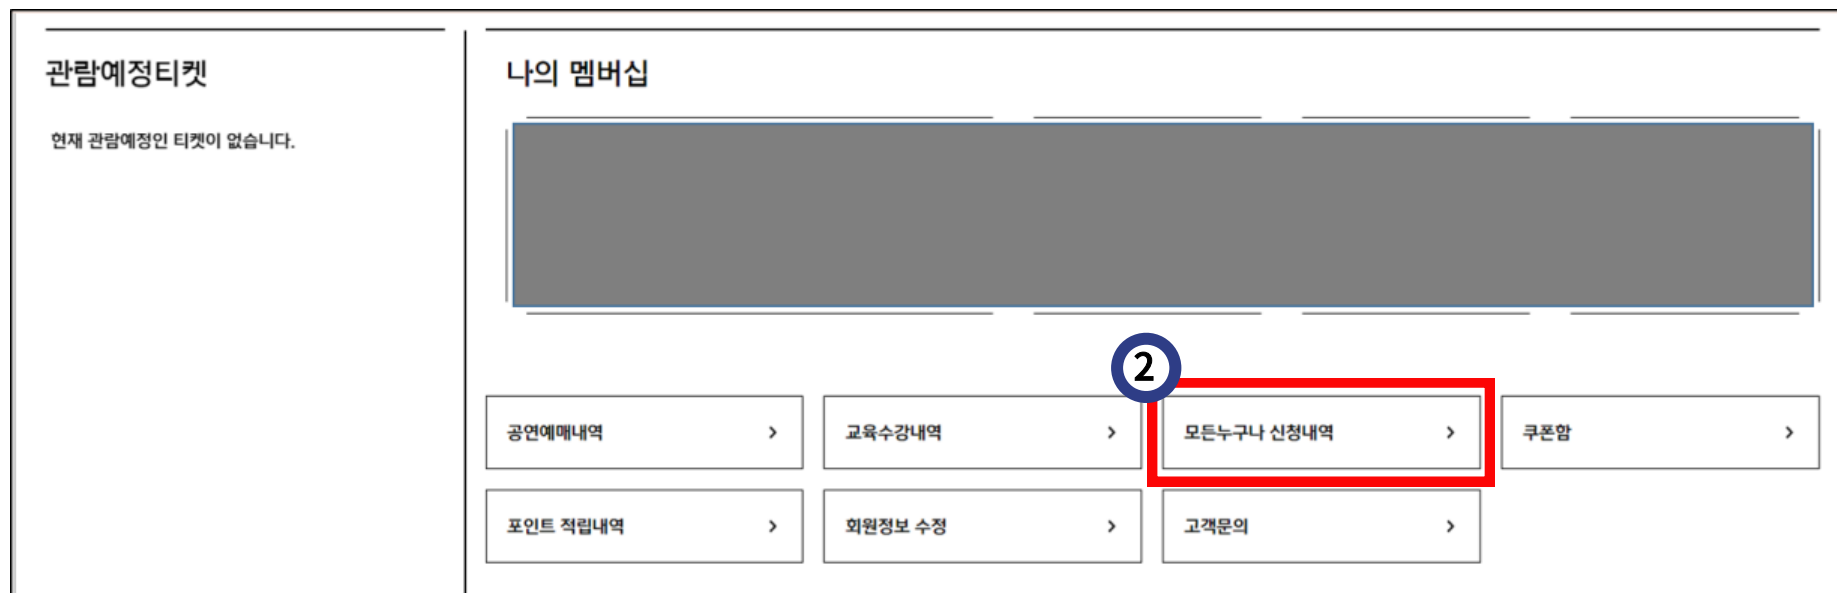 관람예정티켓
현재 관람예정인 티켓이 없습니다.
나의 멤버십
2
공연예매내역
교육수강내역
모든누구나 신청내역
쿠폰함
포인트 적립내역
회원정보 수정
고객문의